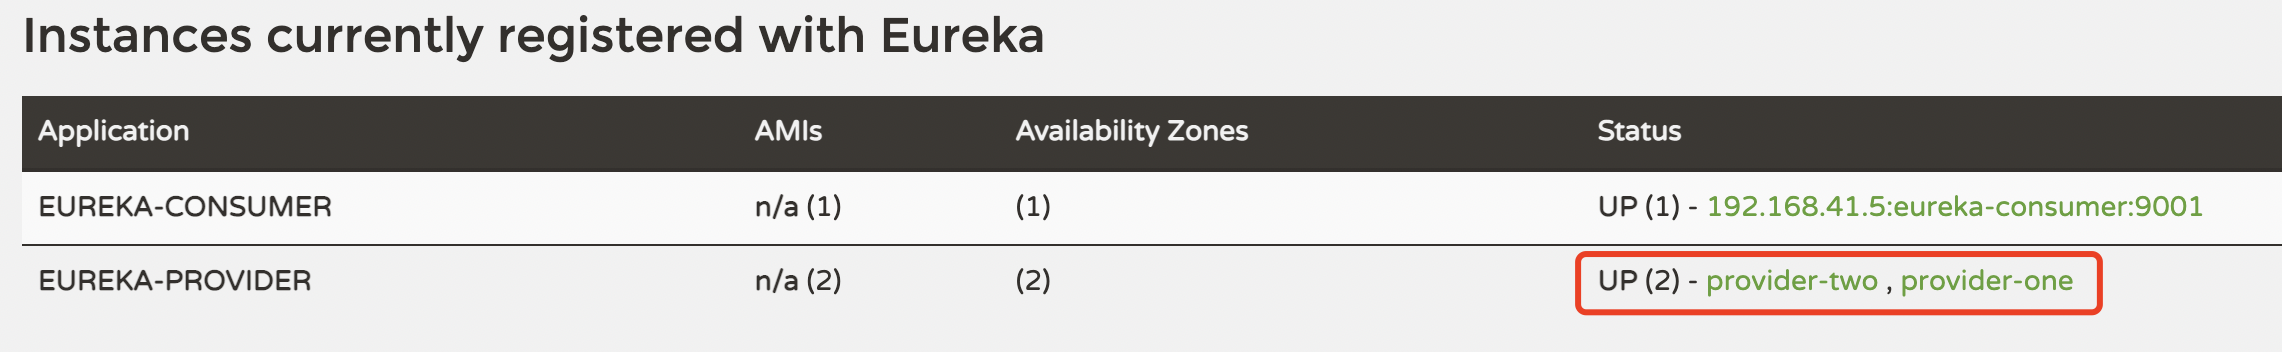 Instances currently registered with Eureka
Application AMIs Availability Zones Status
EUREKA-CONSUMER n/a (1) (1) UP (1) - 192.168.41.5:eureka-consumer:9001
EUREKA-PROVIDER n/a (2) (2) UP (2) - provider-two , provider-one